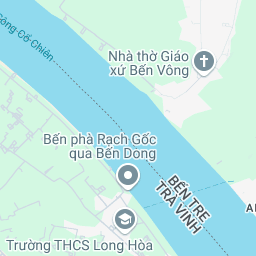 Sông Cổ Chiên
Nhà thờ Giáo
xứ Bến Vông
Bến phà Rạch Gốc
qua Bến Dong
BẾN TRE
TRÀ VINH
Trường THCS Long Hòa